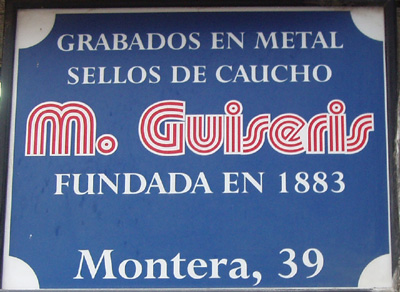 GRABADOS EN METAL
SELLOS DE CAUCHO
M. Guiseris
FUNDADA EN 1883
Montera, 39